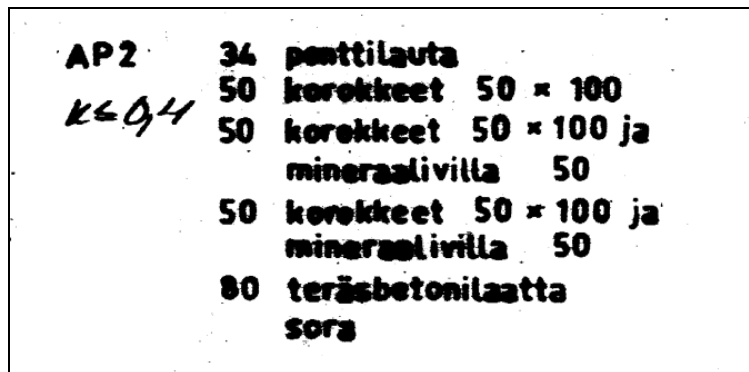 AP2 34 ponttilauta
50 korokkeet 50 × 100
K≤0,4
50 korokkeet 50 × 100 ja
mineraalivilla 50
50 korokkeet 50 × 100 ja
mineraalivilla 50
80 teräsbetonilaatta
sora